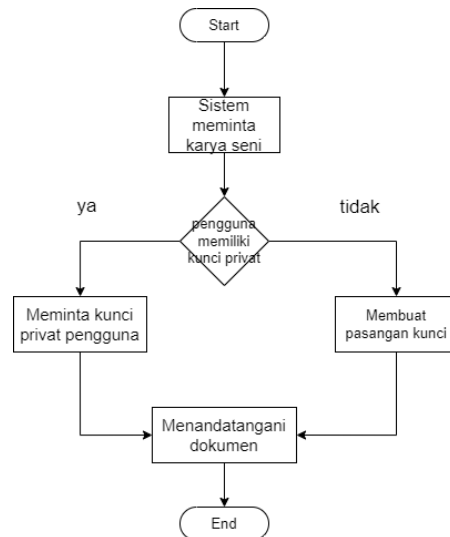 Start
Sistem
meminta
karya seni
ya
tidak
pengguna
memiliki
kunci privat
Meminta kunci
privat pengguna
Membuat
pasangan kunci
Menandatangani
dokumen
End